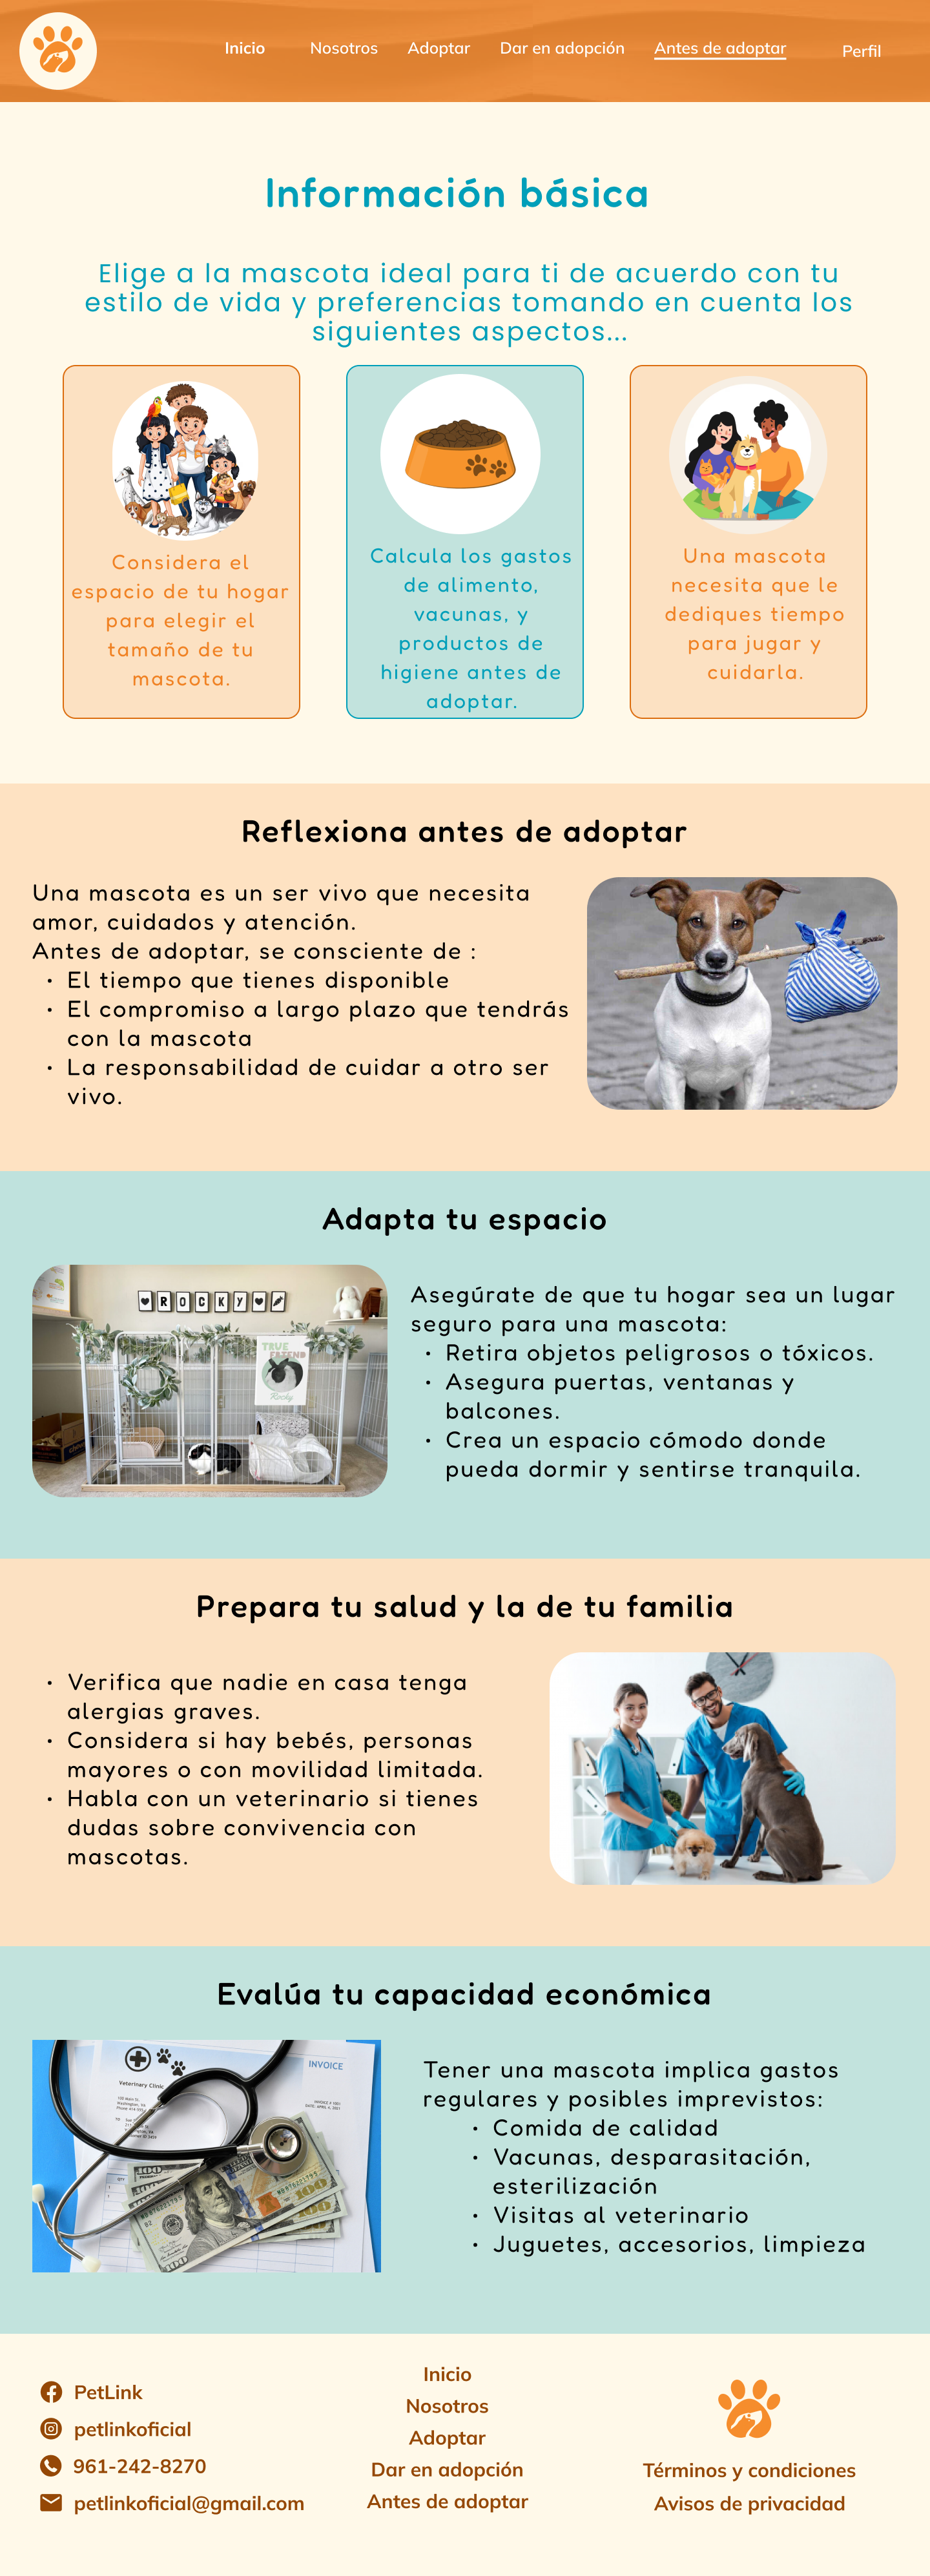 Inicio
Nosotros
Adoptar
Dar en adopción
Antes de adoptar
Perfil
Información básica
Elige a la mascota ideal para ti de acuerdo con tu
estilo de vida y preferencias tomando en cuenta los
siguientes aspectos...
Considera el
espacio de tu hogar
para elegir el
tamaño de tu
mascota.
Calcula los gastos
de alimento,
vacunas, y
productos de
higiene antes de
adoptar.
Una mascota
necesita que le
dediques tiempo
para jugar y
cuidarla.
Reflexiona antes de adoptar
Una mascota es un ser vivo que necesita
amor, cuidados y atención.
Antes de adoptar, se consciente de :
• El tiempo que tienes disponible
• El compromiso a largo plazo que tendrás
con la mascota
• La responsabilidad de cuidar a otro ser
vivo.
Adapta tu espacio
ROCKY
TRUE
FRIEND
Rocky
Asegúrate de que tu hogar sea un lugar
seguro para una mascota:
• Retira objetos peligrosos o tóxicos.
• Asegura puertas, ventanas y
balcones.
• Crea un espacio cómodo donde
pueda dormir y sentirse tranquila.
Prepara tu salud y la de tu familia
• Verifica que nadie en casa tenga
alergias graves.
• Considera si hay bebés, personas
mayores o con movilidad limitada.
• Habla con un veterinario si tienes
dudas sobre convivencia con
mascotas.
Evalúa tu capacidad económica
INVOICE
Veterinary Clinic
100
100
100
Tener una mascota implica gastos
regulares y posibles imprevistos:
• Comida de calidad
• Vacunas, desparasitación,
esterilización
• Visitas al veterinario
• Juguetes, accesorios, limpieza
PetLink
petlinkoficial
961-242-8270
petlinkoficial@gmail.com
Inicio
Nosotros
Adoptar
Dar en adopción
Antes de adoptar
Términos y condiciones
Avisos de privacidad